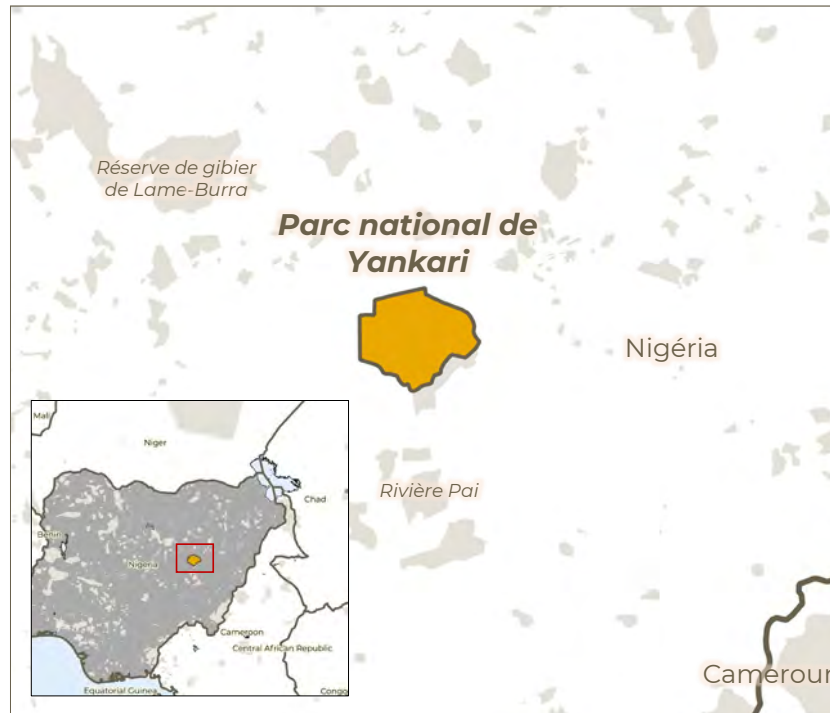 Réserve de gibier
de Lame-Burra
Parc national de
Yankari
Nigéria
Rivière Pai
Camerour
Mali
Niger
Chad
Benin
Nigeria
Cameroon
Central African Republic
Equatorial Guinea
Congo